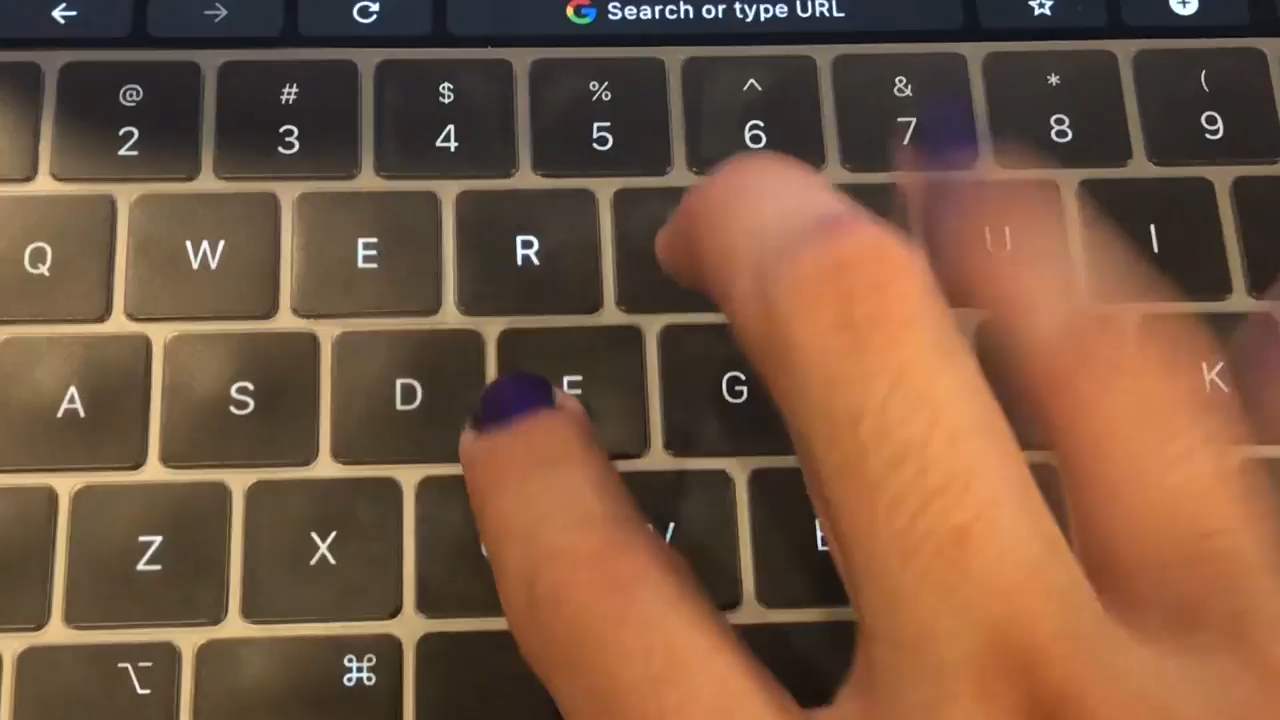 Search or type URL
@ # $ % ^ & * (
2 3 4 5 6 7 8 9
Q W E R U I
A S D F G K
Z X V
⌥ ⌘